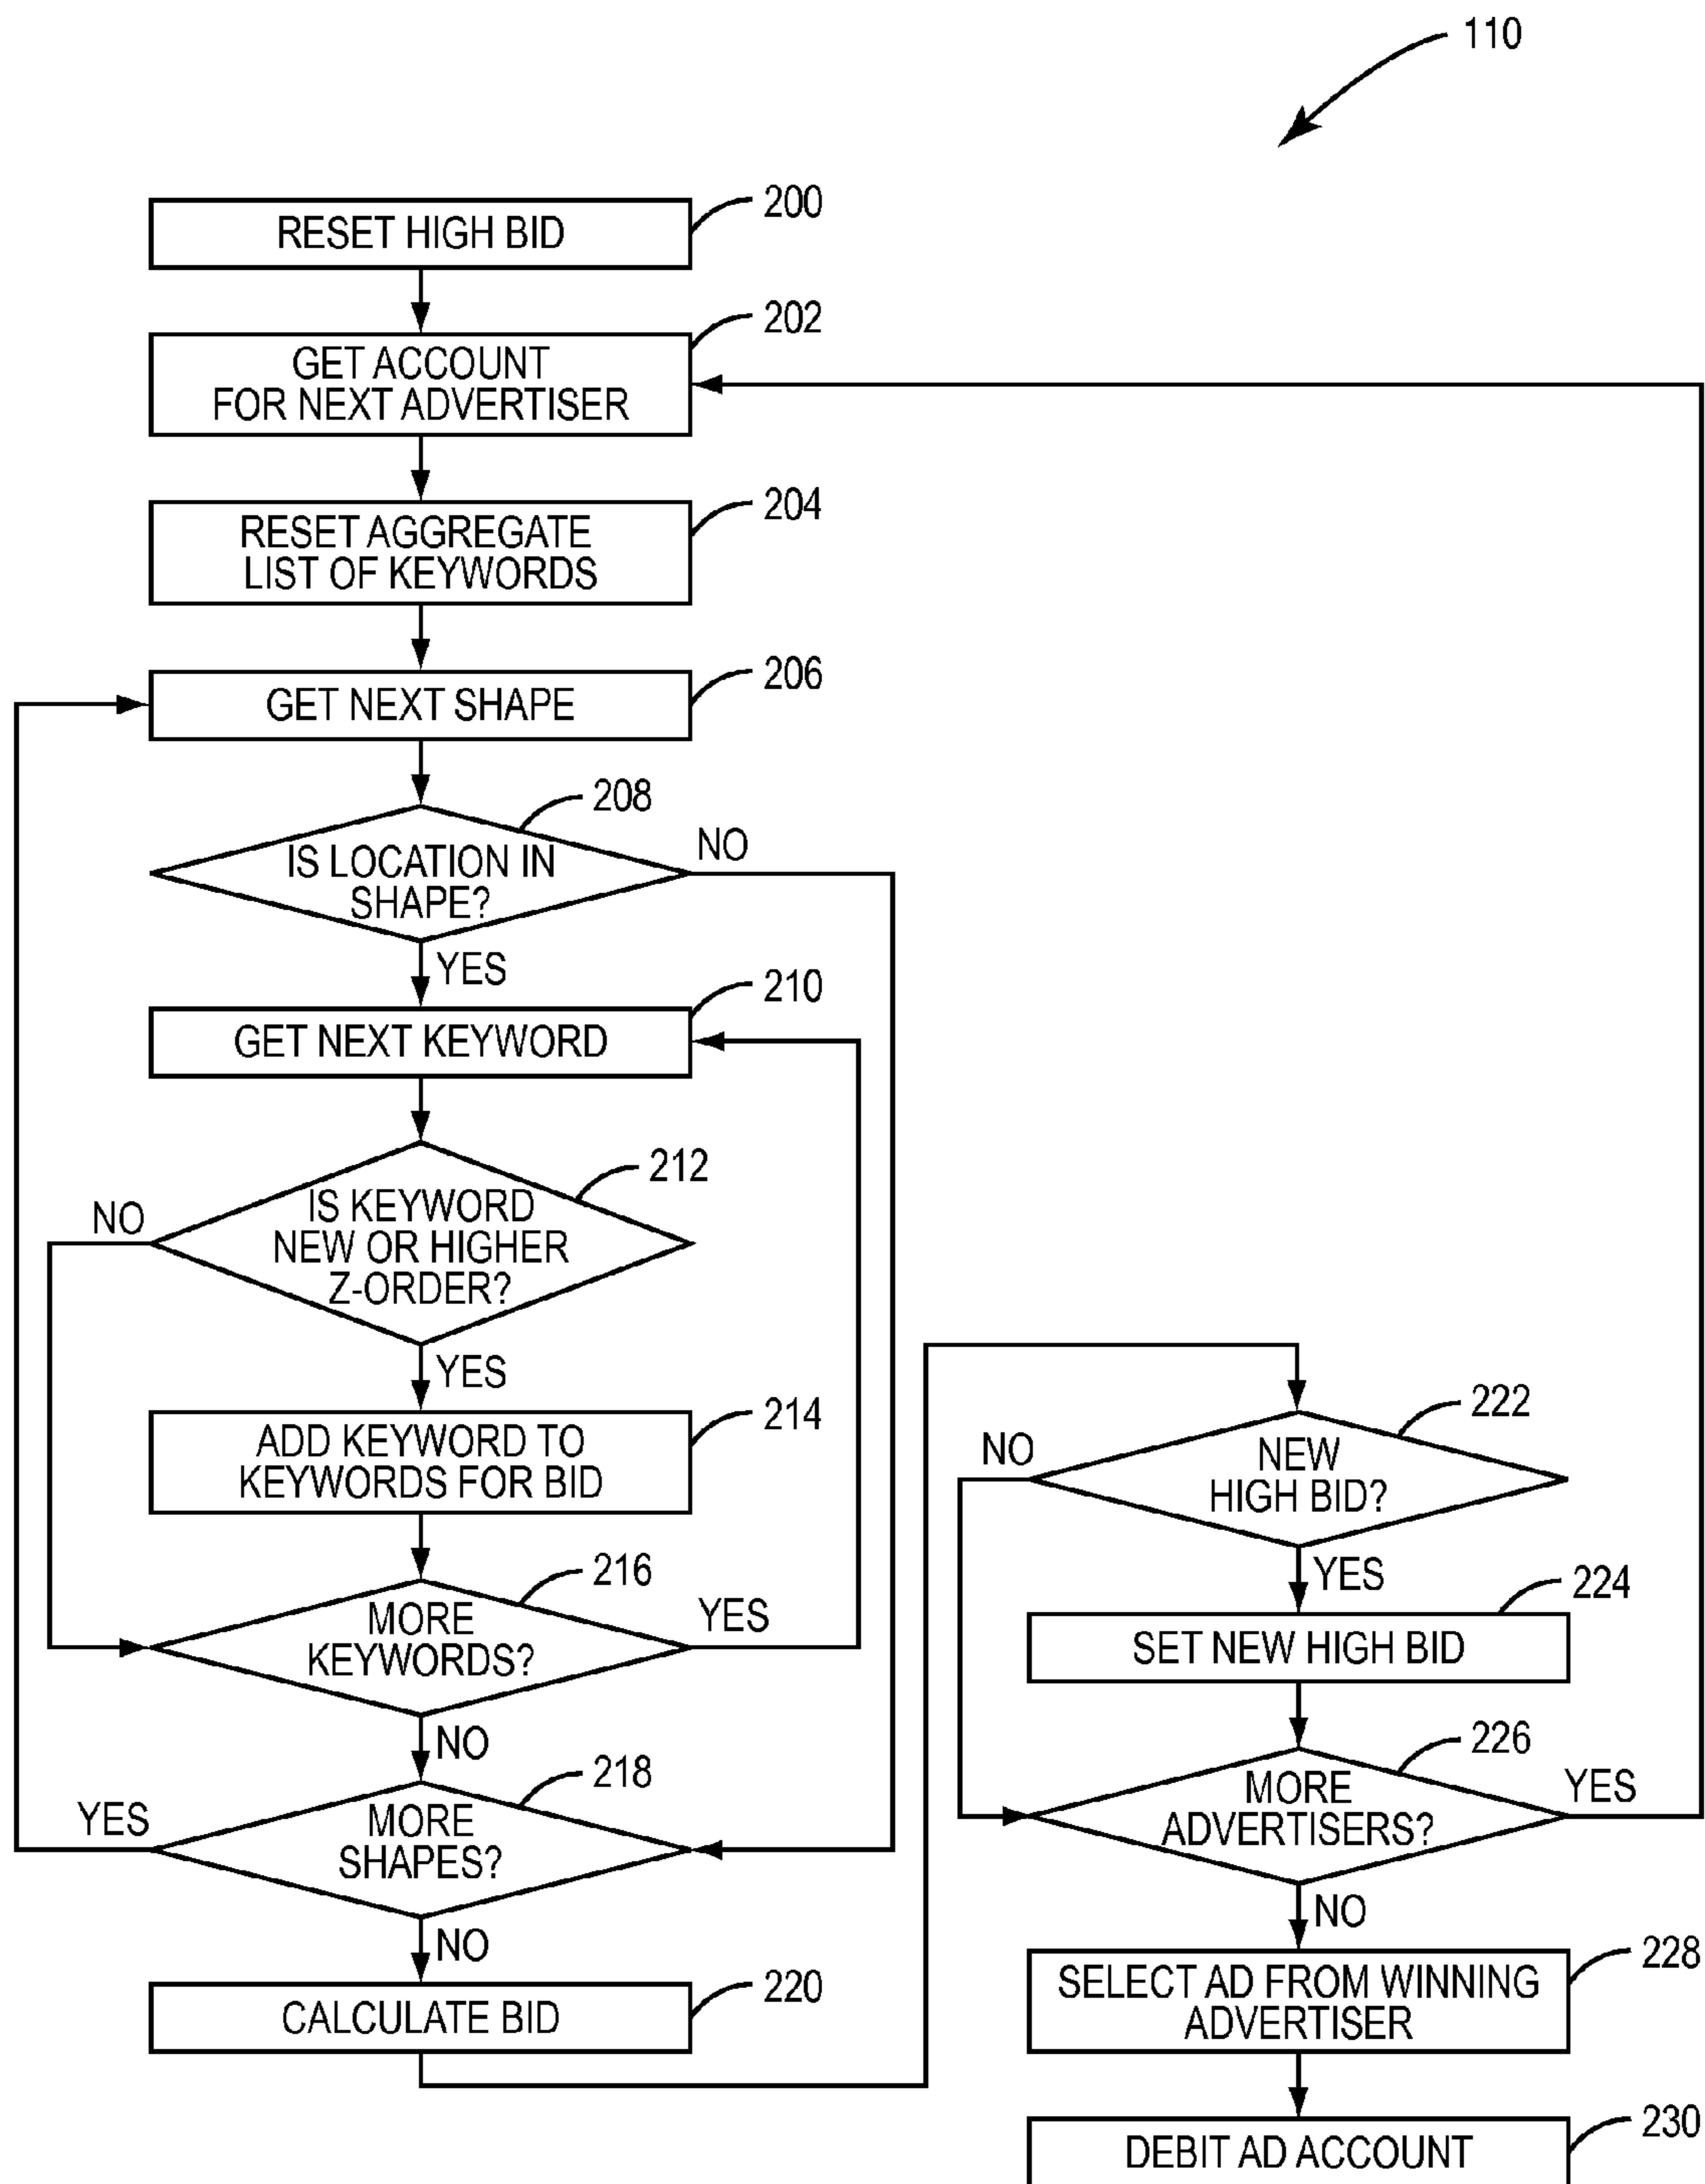 110
RESET HIGH BID
200
GET ACCOUNT
FOR NEXT ADVERTISER
202
RESET AGGREGATE
LIST OF KEYWORDS
204
GET NEXT SHAPE
206
IS LOCATION IN
SHAPE?
208
NO
YES
GET NEXT KEYWORD
210
IS KEYWORD
NEW OR HIGHER
Z-ORDER?
212
NO
YES
ADD KEYWORD TO
KEYWORDS FOR BID
214
MORE
KEYWORDS?
216
YES
NO
MORE
SHAPES?
218
YES
NO
CALCULATE BID
220
NEW
HIGH BID?
222
NO
YES
SET NEW HIGH BID
224
MORE
ADVERTISERS?
226
YES
NO
SELECT AD FROM WINNING
ADVERTISER
228
DEBIT AD ACCOUNT
230